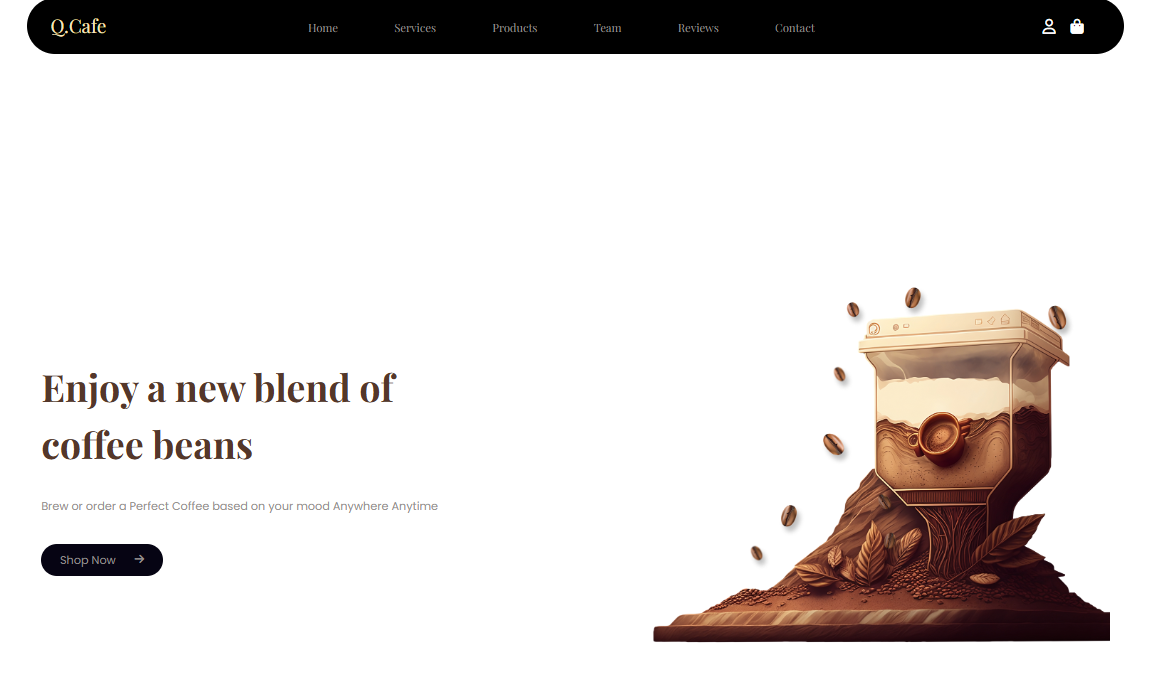 Q.Cafe
Home Services Products Team Reviews Contact
Enjoy a new blend of
coffee beans
Brew or order a Perfect Coffee based on your mood Anywhere Anytime
Shop Now